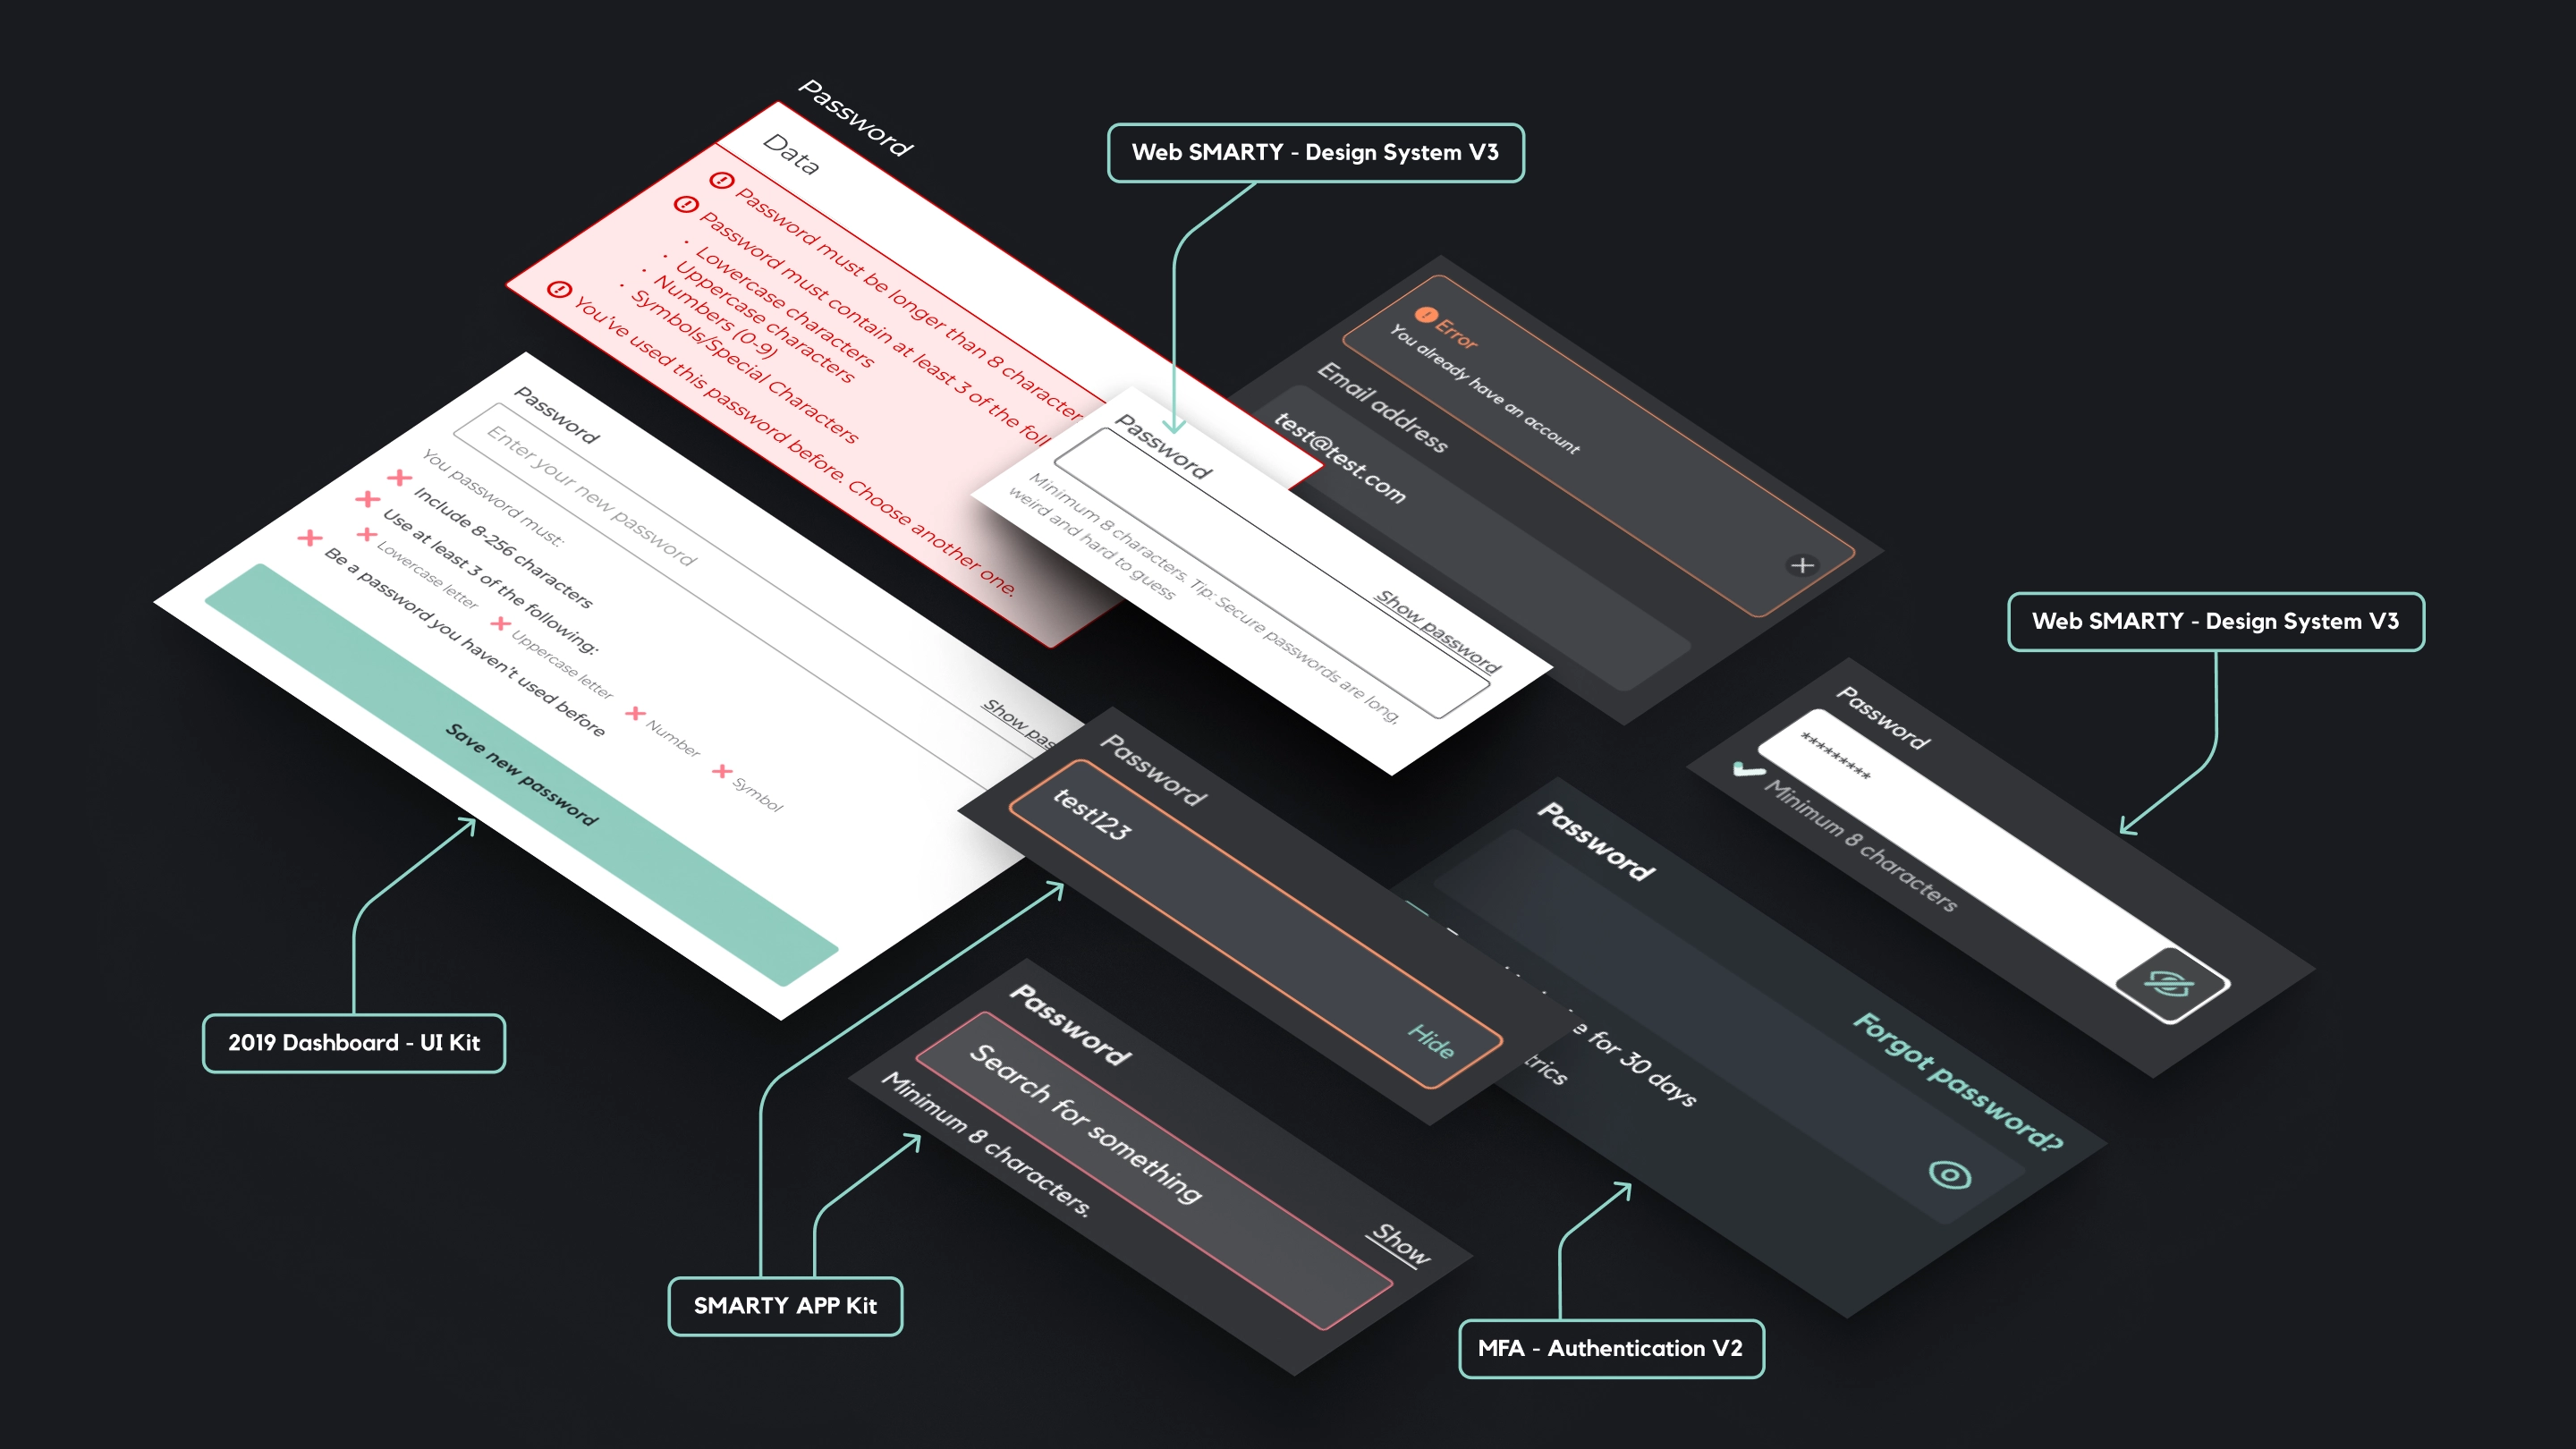 Password
Data
Password must be longer than 8 character
Password must contain at least 3 of the foll
· Lowercase characters
· Uppercase characters
· Numbers (0-9)
· Symbols/Special Characters
You've used this password before. Choose another one.
Web SMARTY - Design System V3
Error
You already have an account
Email address
test@test.com
Password
Show password
Minimum 8 characters. Tip: Secure passwords are long,
weird and hard to guess
Password
Enter your new password
Show pas
You password must:
Include 8-256 characters
Use at least 3 of the following:
Lowercase letter Uppercase letter Number Symbol
Be a password you haven't used before
Save new password
Web SMARTY - Design System V3
Password
*********
Minimum 8 characters
Password
test123
Hide
Password
Forgot password?
e for 30 days
trics
Password
Show
Search for something
Minimum 8 characters.
2019 Dashboard - UI Kit
SMARTY APP Kit
MFA - Authentication V2